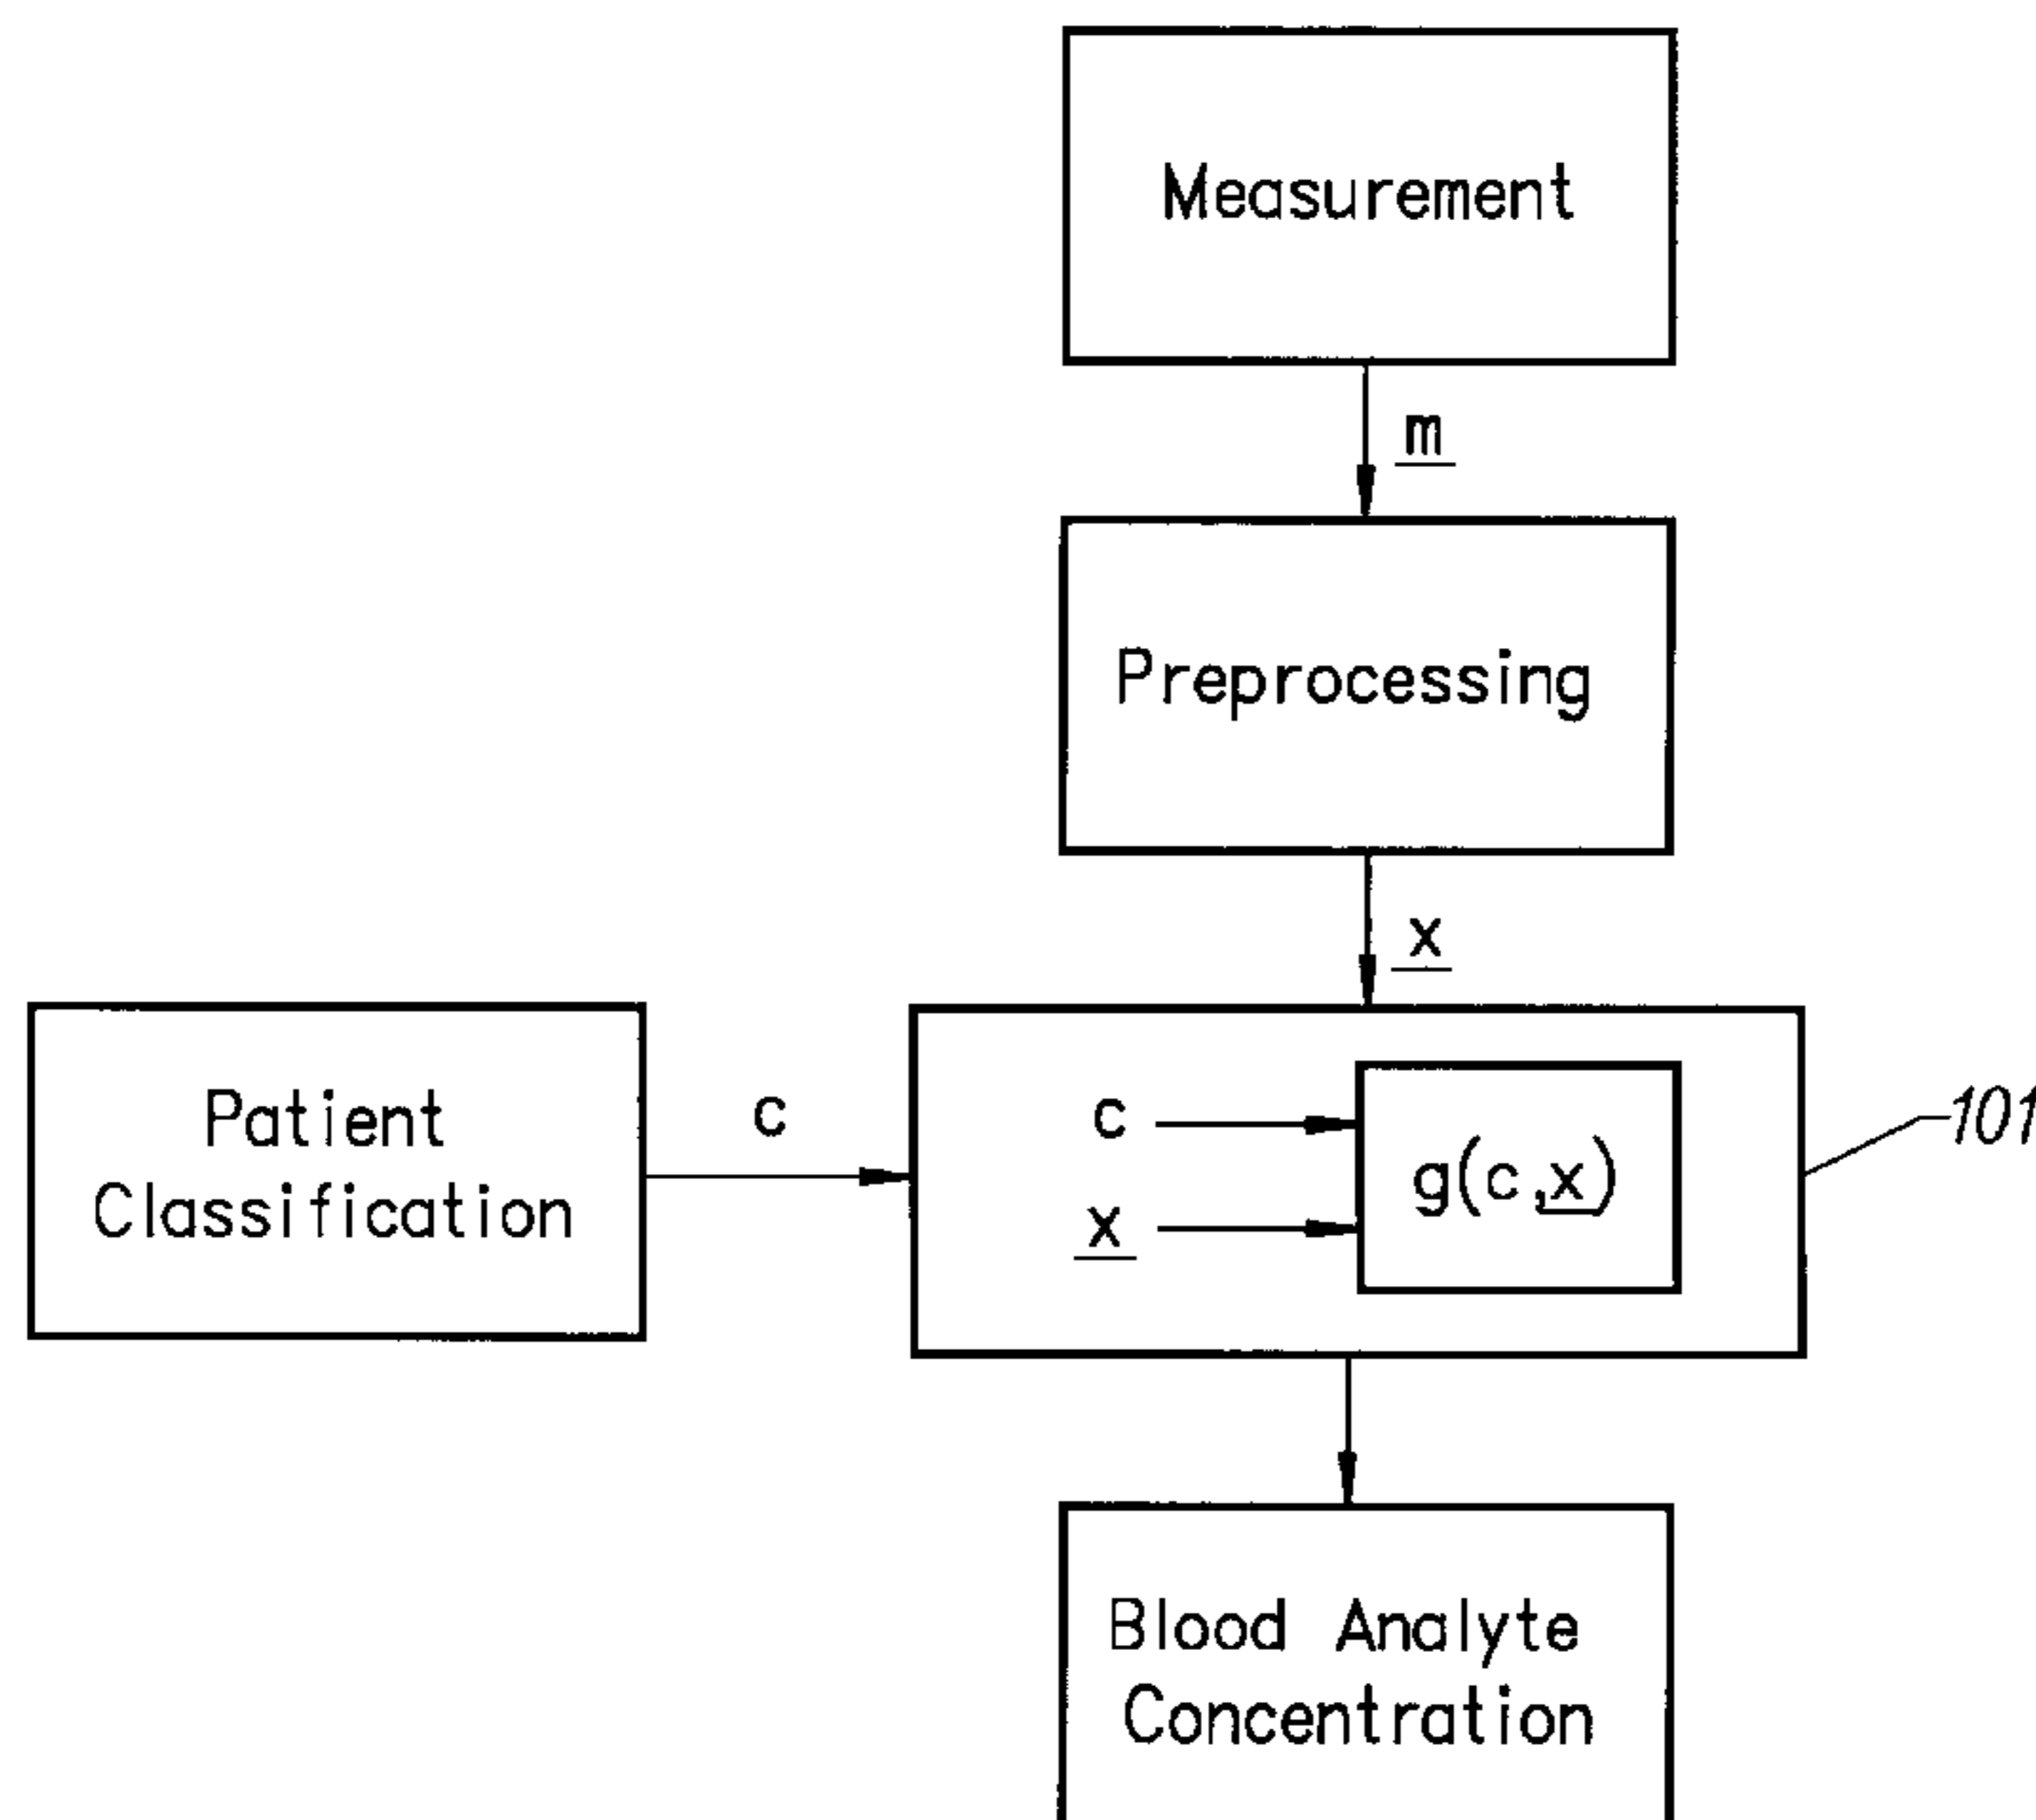 Measurement
m
Preprocessing
x
Patient
Classification
c
c
x
g(c,x)
101
Blood Analyte
Concentration